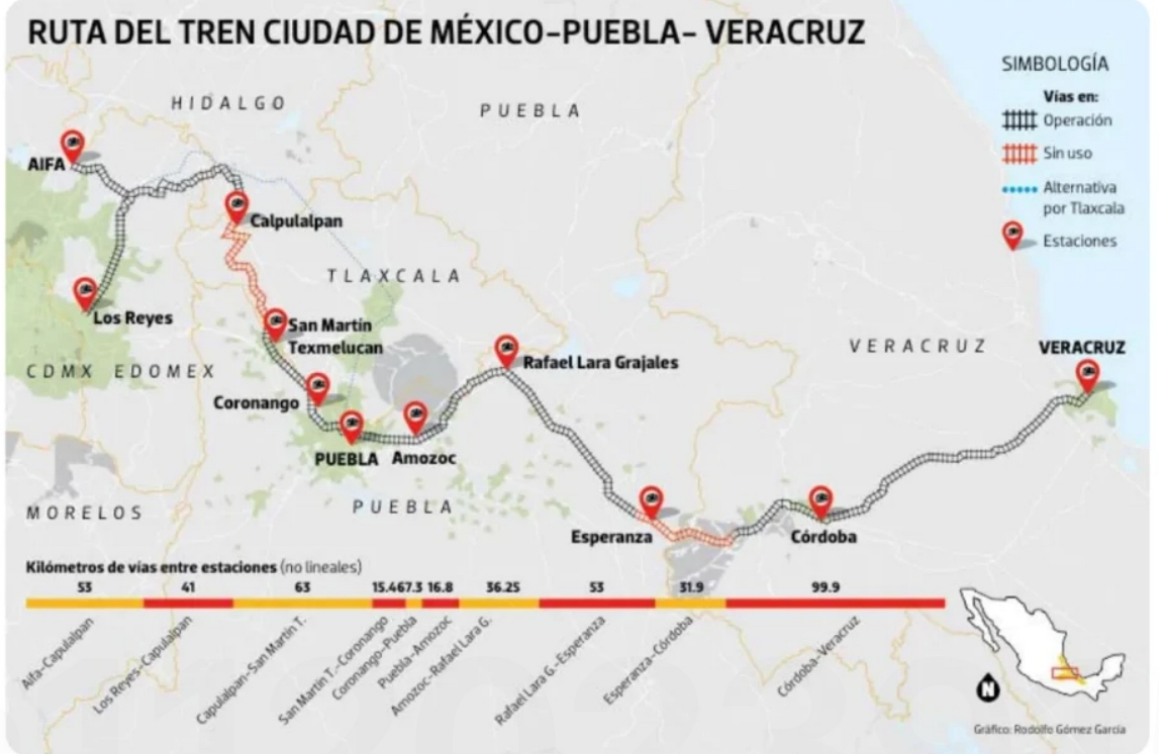 RUTA DEL TREN CIUDAD DE MÉXICO-PUEBLA- VERACRUZ
SIMBOLOGÍA
Vías en:
Operación
Sin uso
Alternativa
por Tlaxcala
Estaciones
HIDALGO
PUEBLA
AIFA
Calpulalpan
TLAXCALA
Los Reyes
San Martín
Texmelucan
VERACRUZ
VERACRUZ
Rafael Lara Grajales
CDMX EDOMEX
Coronango
PUEBLA
Amozoc
MORELOS
PUEBLA
Esperanza
Córdoba
Kilómetros de vías entre estaciones (no lineales)
53 41 63 15.467.3 16.8 36.25 53 31.9 99.9
Aifa-Capulalpan
Los Reyes-Capulalpan
Capulalpan-San Martín T.
San Martín T.-Coronango
Coronango-Puebla
Puebla-Amozoc
Amozoc-Rafael Lara G.
Rafael Lara G.-Esperanza
Esperanza-Córdoba
Córdoba-Veracruz
N
Gráfico: Rodolfo Gómez García